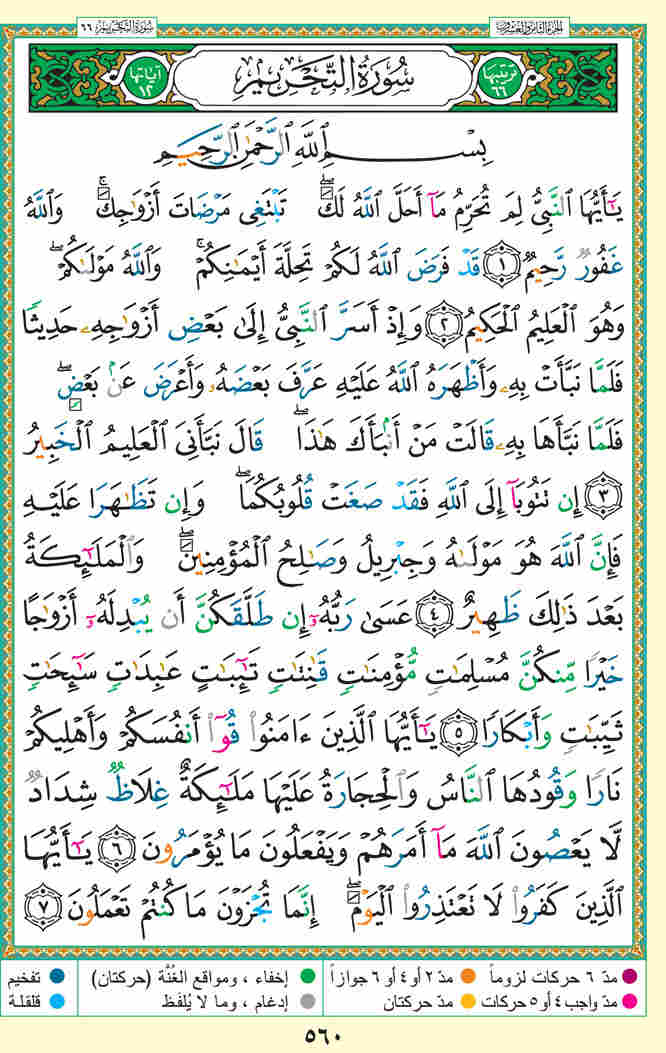 الجزء الثامن والعشرون
سورة التحريم ٦٦
ترتيبها ٦٦
سُورَةُ التَّحْرِيمِ
آياتها ١٢
بِسْمِ اللَّهِ الرَّحْمَٰنِ الرَّحِيمِ
يَٰٓأَيُّهَا ٱلنَّبِىُّ لِمَ تُحَرِّمُ مَآ أَحَلَّ ٱللَّهُ لَكَ ۖ تَبْتَغِى مَرْضَاتَ أَزْوَٰجِكَ ۚ وَٱللَّهُ
غَفُورٌ رَّحِيمٌ ١ قَدْ فَرَضَ ٱللَّهُ لَكُمْ تَحِلَّةَ أَيْمَٰنِكُمْ ۚ وَٱللَّهُ مَوْلَىٰكُمْ ۖ
وَهُوَ ٱلْعَلِيمُ ٱلْحَكِيمُ ٢ وَإِذْ أَسَرَّ ٱلنَّبِىُّ إِلَىٰ بَعْضِ أَزْوَٰجِهِۦ حَدِيثًا
فَلَمَّا نَبَّأَتْ بِهِۦ وَأَظْهَرَهُ ٱللَّهُ عَلَيْهِ عَرَّفَ بَعْضَهُۥ وَأَعْرَضَ عَنۢ بَعْضٍ ۖ
فَلَمَّا نَبَّأَهَا بِهِۦ قَالَتْ مَنْ أَنۢبَأَكَ هَٰذَا ۖ قَالَ نَبَّأَنِىَ ٱلْعَلِيمُ ٱلْخَبِيرُ
٣ إِن تَتُوبَآ إِلَى ٱللَّهِ فَقَدْ صَغَتْ قُلُوبُكُمَا ۖ وَإِن تَظَٰهَرَا عَلَيْهِ
فَإِنَّ ٱللَّهَ هُوَ مَوْلَىٰهُ وَجِبْرِيلُ وَصَٰلِحُ ٱلْمُؤْمِنِينَ ۖ وَٱلْمَلَٰٓئِكَةُ
بَعْدَ ذَٰلِكَ ظَهِيرٌ ٤ عَسَىٰ رَبُّهُۥٓ إِن طَلَّقَكُنَّ أَن يُبْدِلَهُۥٓ أَزْوَٰجًا
خَيْرًا مِّنكُنَّ مُسْلِمَٰتٍ مُّؤْمِنَٰتٍ قَٰنِتَٰتٍ تَٰٓئِبَٰتٍ عَٰبِدَٰتٍ سَٰٓئِحَٰتٍ
ثَيِّبَٰتٍ وَأَبْكَارًا ٥ يَٰٓأَيُّهَا ٱلَّذِينَ ءَامَنُوا۟ قُوٓا۟ أَنفُسَكُمْ وَأَهْلِيكُمْ
نَارًا وَقُودُهَا ٱلنَّاسُ وَٱلْحِجَارَةُ عَلَيْهَا مَلَٰٓئِكَةٌ غِلَاظٌ شِدَادٌ
لَّا يَعْصُونَ ٱللَّهَ مَآ أَمَرَهُمْ وَيَفْعَلُونَ مَا يُؤْمَرُونَ ٦ يَٰٓأَيُّهَا
ٱلَّذِينَ كَفَرُوا۟ لَا تَعْتَذِرُوا۟ ٱلْيَوْمَ ۖ إِنَّمَا تُجْزَوْنَ مَا كُنتُمْ تَعْمَلُونَ ٧
مدّ ٦ حركات لزوماً مدّ ٢ أو ٤ أو ٦ جوازاً إخفاء ، ومواقع الغُنَّة (حركتان) تفخيم
مدّ واجب ٤ أو ٥ حركات مدّ حركتان إدغام ، وما لا يُلفَظ قلقلة
٥٦٠